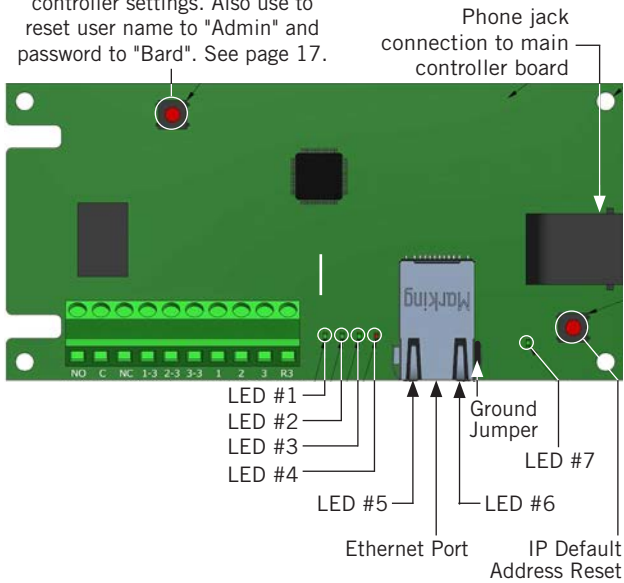 controller settings. Also use to
reset user name to "Admin" and
password to "Bard". See page 17.
Phone jack
connection to main
controller board
Marking
NO C NC 1-3 2-3 3-3 1 2 3 R3
LED #1
LED #2
LED #3
LED #4
Ground
Jumper
LED #7
LED #5
LED #6
Ethernet Port
IP Default
Address Reset